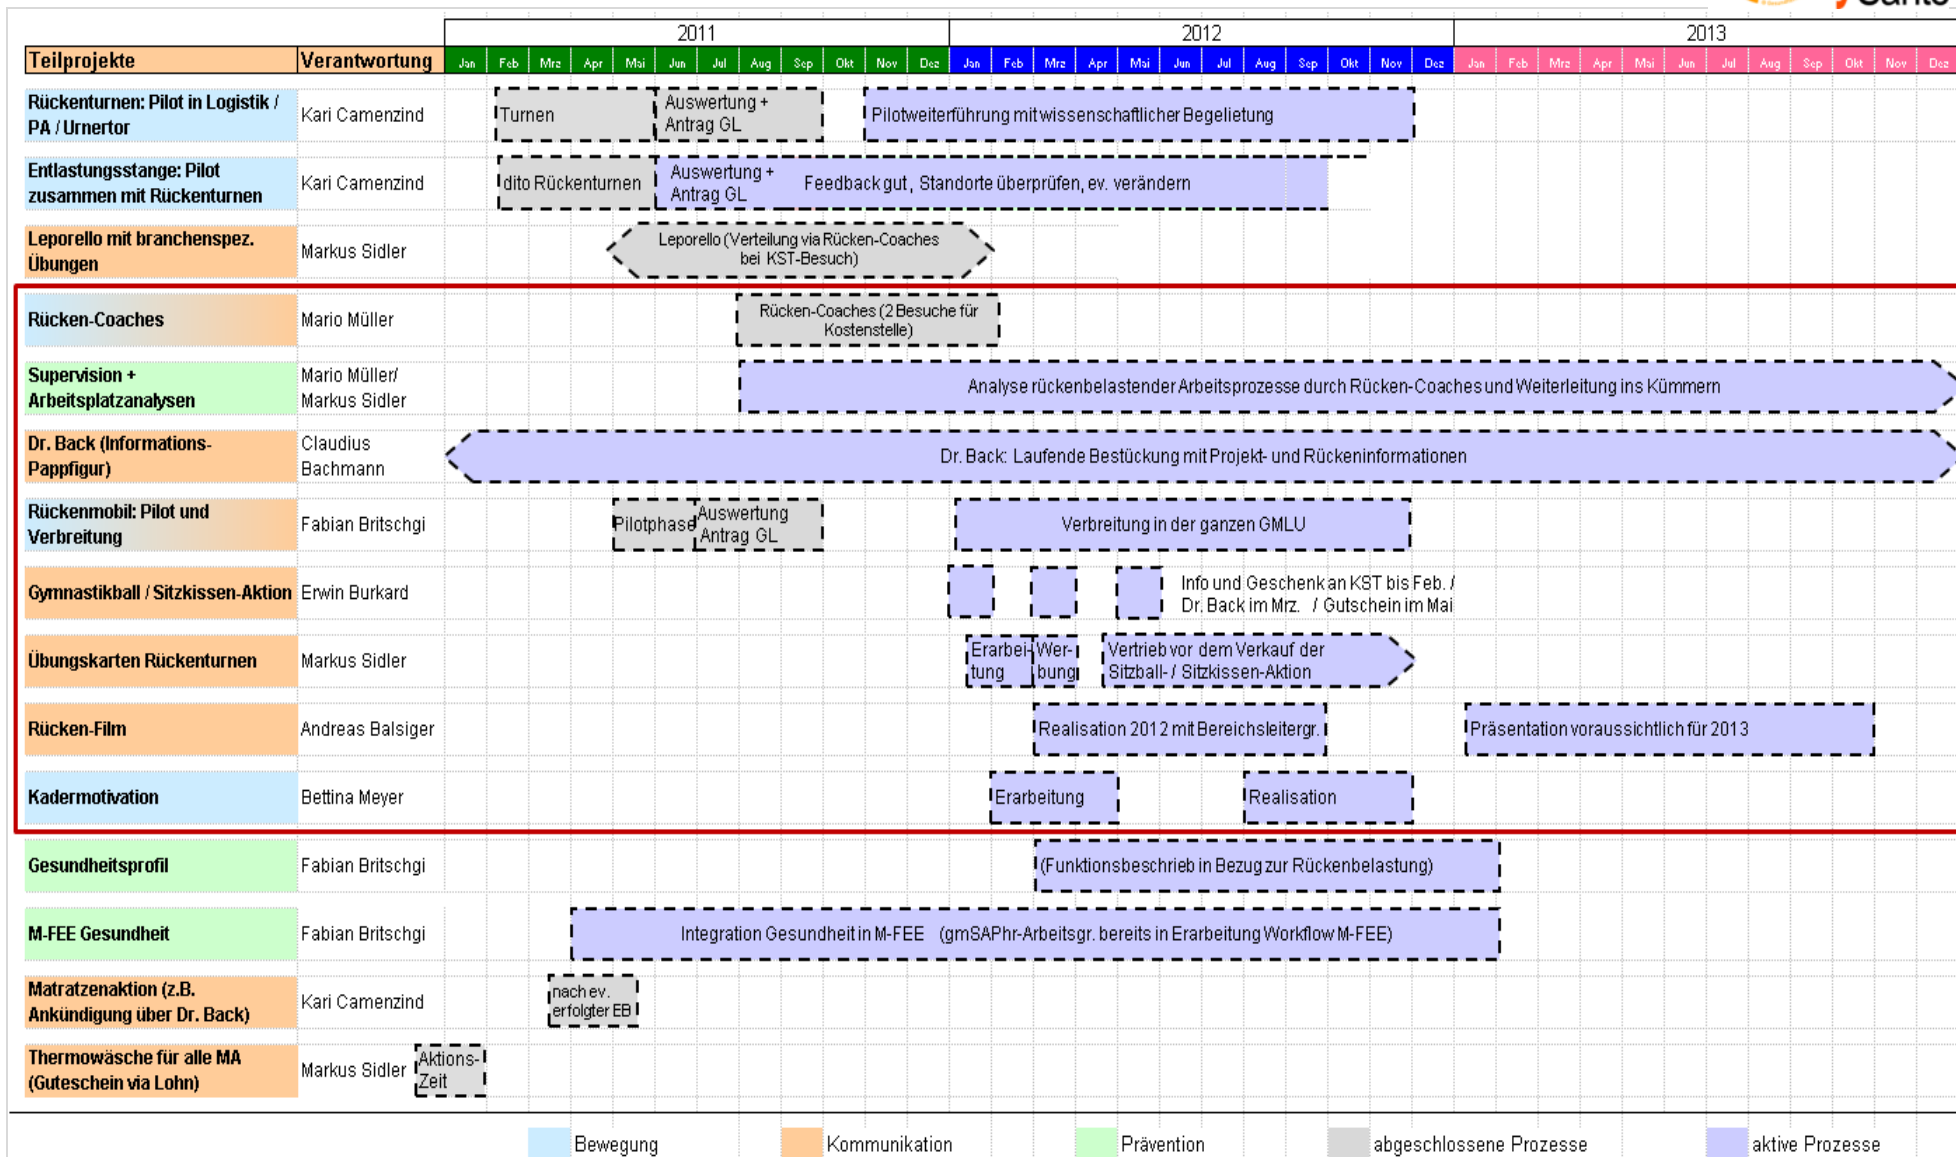 Santé
2011 2012 2013
Teilprojekte Verantwortung Jan Feb Mrz Apr Mai Jun Jul Aug Sep Okt Nov Dez Jan Feb Mrz Apr Mai Jun Jul Aug Sep Okt Nov Dez Jan Feb Mrz Apr Mai Jun Jul Aug Sep Okt Nov Dez
Rückenturnen: Pilot in Logistik /
PA / Urnertor
Kari Camenzind
Turnen
Auswertung +
Antrag GL
Pilotweiterführung mit wissenschaftlicher Begelietung
Entlastungsstange: Pilot
zusammen mit Rückenturnen
Kari Camenzind
dito Rückenturnen
Auswertung +
Antrag GL
Feedback gut, Standorte überprüfen, ev. verändern
Leporello mit branchenspez.
Übungen
Markus Sidler
Leporello (Verteilung via Rücken-Coaches
bei KST-Besuch)
Rücken-Coaches
Mario Müller
Rücken-Coaches (2 Besuche für
Kostenstelle)
Supervision +
Arbeitsplatzanalysen
Mario Müller/
Markus Sidler
Analyse rückenbelastender Arbeitsprozesse durch Rücken-Coaches und Weiterleitung ins Kümmern
Dr. Back (Informations-
Pappfigur)
Claudius
Bachmann
Dr. Back: Laufende Bestückung mit Projekt- und Rückeninformationen
Rückenmobil: Pilot und
Verbreitung
Fabian Britschgi
Pilotphase
Auswertung
Antrag GL
Verbreitung in der ganzen GMLU
Gymnastikball / Sitzkissen-Aktion
Erwin Burkard
Info und Geschenk an KST bis Feb. /
Dr. Back im Mrz. / Gutschein im Mai
Übungskarten Rückenturnen
Markus Sidler
Erarbei-
tung
Wer-
bung
Vertrieb vor dem Verkauf der
Sitzball- / Sitzkissen-Aktion
Rücken-Film
Andreas Balsiger
Realisation 2012 mit Bereichsleitergr.
Präsentation voraussichtlich für 2013
Kadermotivation
Bettina Meyer
Erarbeitung
Realisation
Gesundheitsprofil
Fabian Britschgi
(Funktionsbeschrieb in Bezug zur Rückenbelastung)
M-FEE Gesundheit
Fabian Britschgi
Integration Gesundheit in M-FEE (gmSAPhr-Arbeitsgr. bereits in Erarbeitung Workflow M-FEE)
Matratzenaktion (z.B.
Ankündigung über Dr. Back)
Kari Camenzind
nach ev.
erfolgter EB
Thermowäsche für alle MA
(Guteschein via Lohn)
Markus Sidler
Aktions-
Zeit
Bewegung Kommunikation Prävention abgeschlossene Prozesse aktive Prozesse